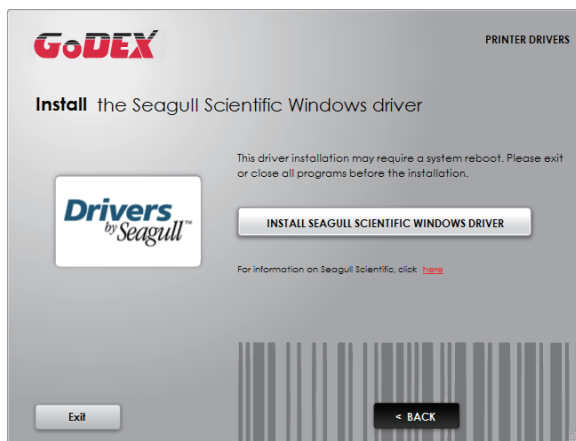 GoDEX
PRINTER DRIVERS
Install the Seagull Scientific Windows driver
This driver installation may require a system reboot. Please exit
or close all programs before the installation.
Drivers
by Seagull™
INSTALL SEAGULL SCIENTIFIC WINDOWS DRIVER
For information on Seagull Scientific, click here
Exit
< BACK